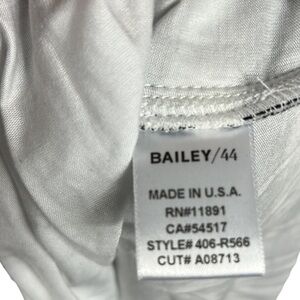 BAILEY/44
MADE IN U.S.A.
RN#11891
CA#54517
STYLE# 406-R566
CUT# A08713